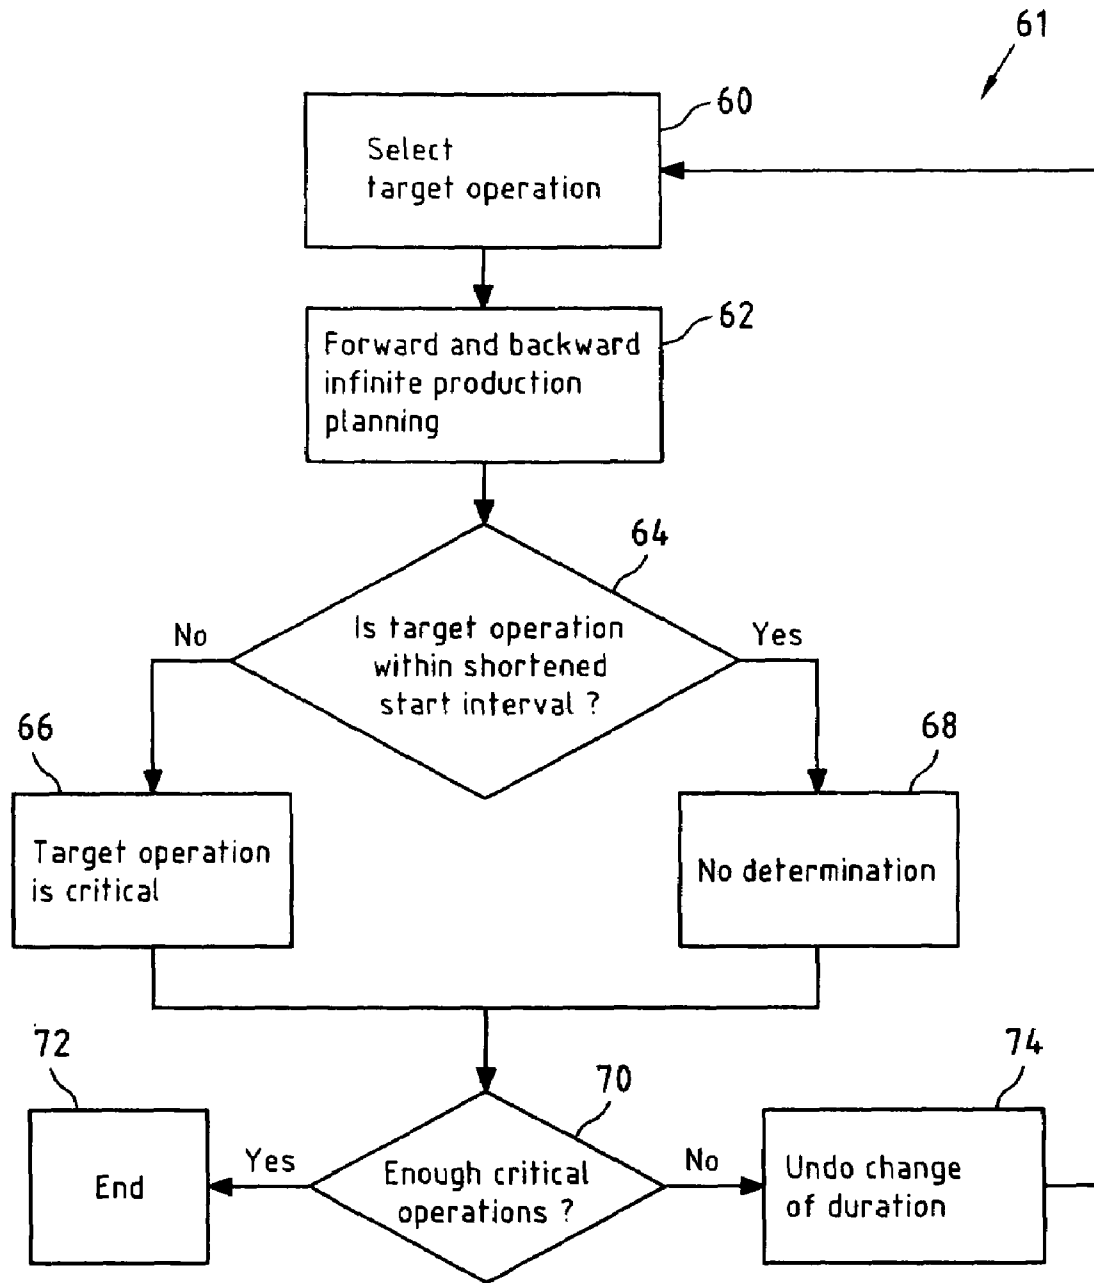 61
60
Select
target operation
62
Forward and backward
infinite production
planning
64
No
Is target operation
within shortened
start interval ?
Yes
66
68
Target operation
is critical
No determination
72
70
74
End
Yes
Enough critical
operations ?
No
Undo change
of duration